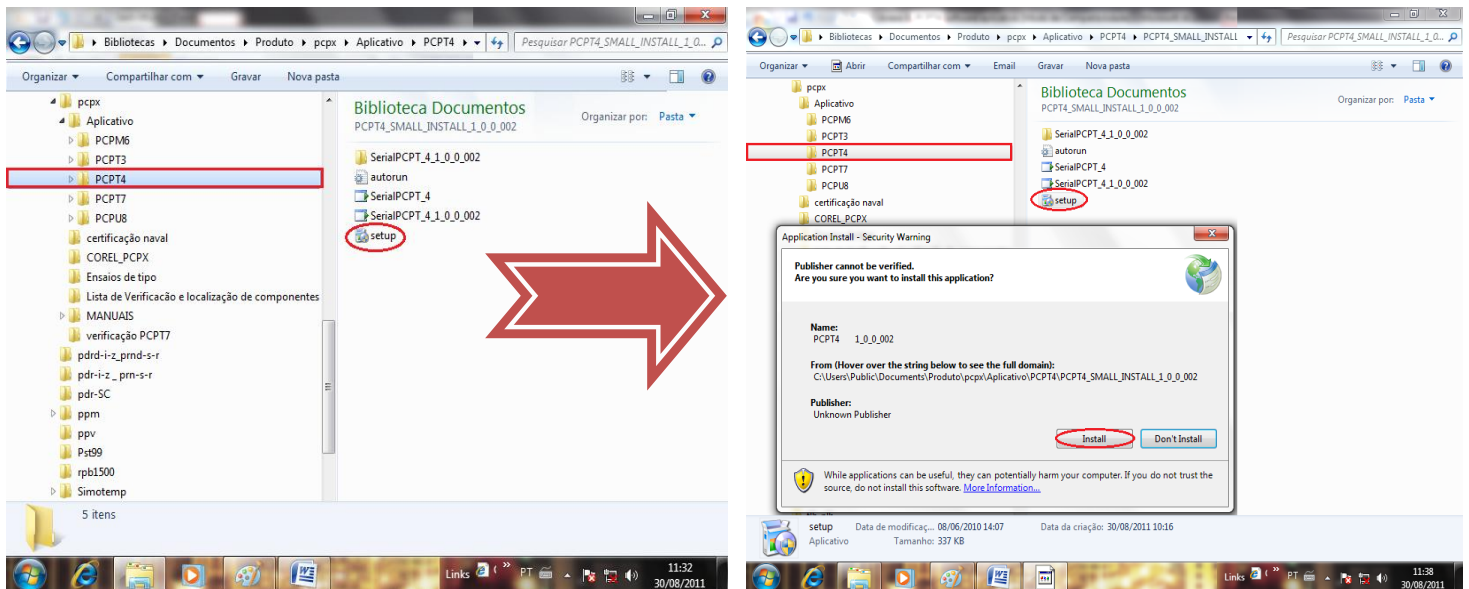 Bibliotecas ▸ Documentos ▸ Produto ▸ pcpx ▸ Aplicativo ▸ PCPT4 ▸
Pesquisar PCPT4_SMALL_INSTALL_1_0...
Organizar Compartilhar com Gravar Nova pasta
pcpx
Aplicativo
PCPM6
PCPT3
PCPT4
PCPT7
PCPU8
certificação naval
COREL_PCPX
Ensaios de tipo
Lista de Verificacão e localização de componentes
MANUAIS
verificação PCPT7
pdrd-i-z_prnd-s-r
pdr-i-z _ prn-s-r
pdr-SC
ppm
ppv
Pst99
rpb1500
Simotemp
Biblioteca Documentos
PCPT4_SMALL_INSTALL_1_0_0_002
Organizar por: Pasta
SerialPCPT_4_1_0_0_002
autorun
SerialPCPT_4
SerialPCPT_4_1_0_0_002
setup
5 itens
Links PT
11:32
30/08/2011
Bibliotecas ▸ Documentos ▸ Produto ▸ pcpx ▸ Aplicativo ▸ PCPT4 ▸ PCPT4_SMALL_INSTALL
Pesquisar PCPT4_SMALL_INSTALL_1_0...
Organizar Abrir Compartilhar com Email Gravar Nova pasta
pcpx
Aplicativo
PCPM6
PCPT3
PCPT4
PCPT7
PCPU8
certificação naval
COREL_PCPX
Biblioteca Documentos
PCPT4_SMALL_INSTALL_1_0_0_002
Organizar por: Pasta
SerialPCPT_4_1_0_0_002
autorun
SerialPCPT_4
SerialPCPT_4_1_0_0_002
setup
Application Install - Security Warning
Publisher cannot be verified.
Are you sure you want to install this application?
Name:
PCPT4 1_0_0_002
From (Hover over the string below to see the full domain):
C:\Users\Public\Documents\Produto\pcpx\Aplicativo\PCPT4\PCPT4_SMALL_INSTALL_1_0_0_002
Publisher:
Unknown Publisher
Install Don't Install
While applications can be useful, they can potentially harm your computer. If you do not trust the
source, do not install this software. More Information...
setup Data de modificaç... 08/06/2010 14:07 Data da criação: 30/08/2011 10:16
Aplicativo Tamanho: 337 KB
Links PT
11:38
30/08/2011